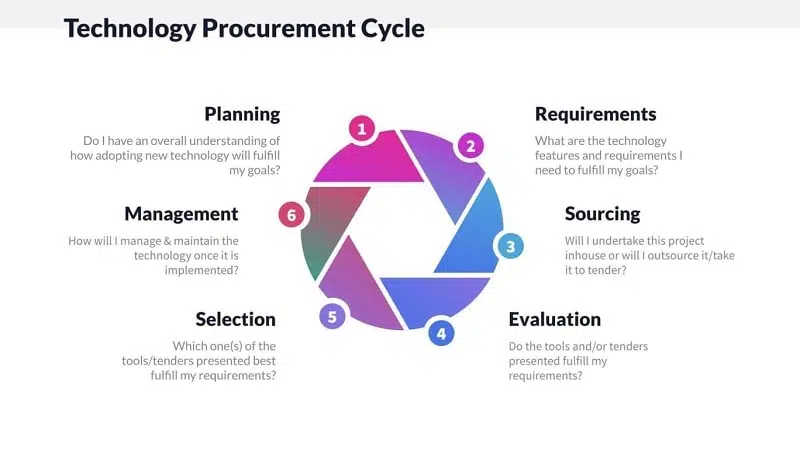 Technology Procurement Cycle
1
Planning
Do I have an overall understanding of
how adopting new technology will fulfill
my goals?
2
Requirements
What are the technology
features and requirements I
need to fulfill my goals?
3
Sourcing
Will I undertake this project
inhouse or will I outsource it/take
it to tender?
4
Evaluation
Do the tools and/or tenders
presented fulfill my
requirements?
5
Selection
Which one(s) of the
tools/tenders presented best
fulfill my requirements?
6
Management
How will I manage & maintain the
technology once it is
implemented?